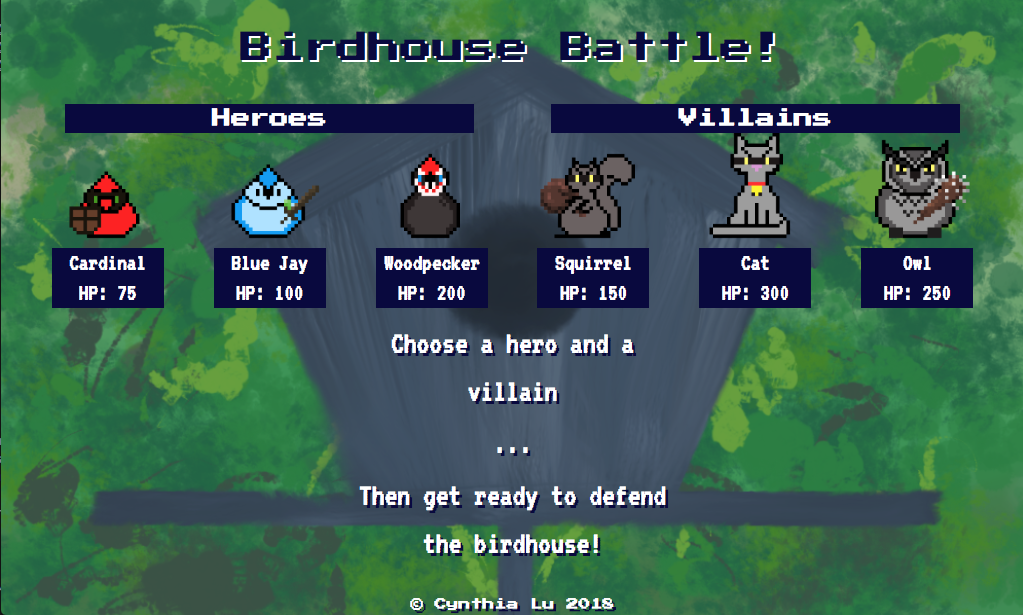 Birdhouse Battle!
Heroes
Villains
Cardinal
HP: 75
Blue Jay
HP: 100
Woodpecker
HP: 200
Squirrel
HP: 150
Cat
HP: 300
Owl
HP: 250
Choose a hero and a
villain
...
Then get ready to defend
the birdhouse!
© Cynthia Lu 2018